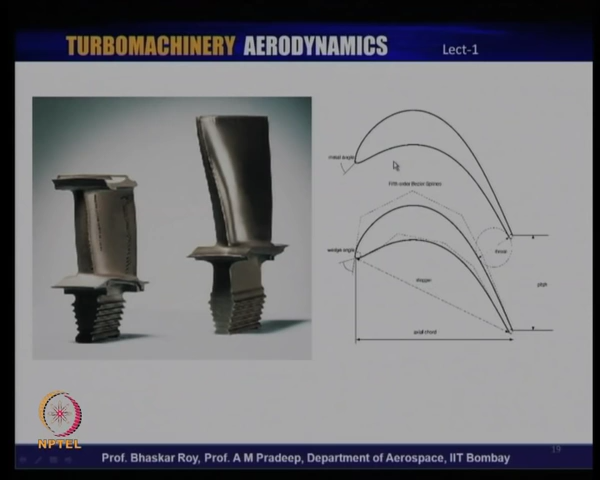 TURBOMACHINERY AERODYNAMICS
Lect-1
metal angle
Fifth order Bezier Splines
wedge angle
throat
stagger
pitch
axial chord
NPTEL
19
Prof. Bhaskar Roy, Prof. A M Pradeep, Department of Aerospace, IIT Bombay